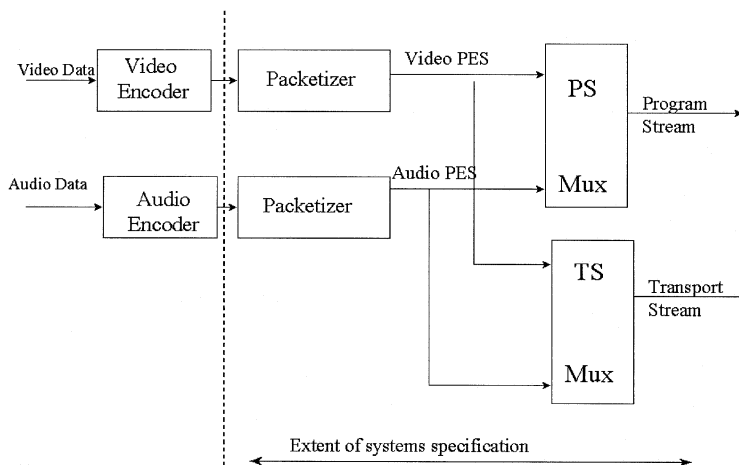 Video Data
Video
Encoder
Packetizer
Video PES
PS
Mux
Program
Stream
Audio Data
Audio
Encoder
Packetizer
Audio PES
TS
Mux
Transport
Stream
Extent of systems specification